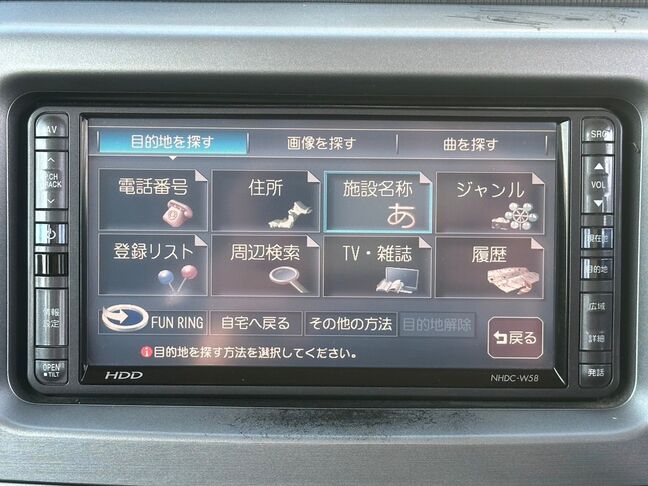 目的地を探す
画像を探す
曲を探す
電話番号
住所
施設名称
あ
ジャンル
登録リスト
周辺検索
TV・雑誌
履歴
FUN RING
自宅へ戻る
その他の方法
目的地解除
戻る
目的地を探す方法を選択してください。
HDD
NHDC-W58
AV
情報
設定
OPEN
TILT
SRC
VOL
現在地
目的地
広域
詳細
発話